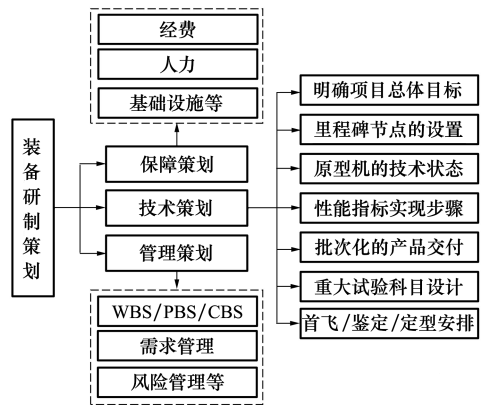 经费
人力
基础设施等
装备研制策划
保障策划
技术策划
管理策划
WBS/PBS/CBS
需求管理
风险管理等
明确项目总体目标
里程碑节点的设置
原型机的技术状态
性能指标实现步骤
批次化的产品交付
重大试验科目设计
首飞/鉴定/定型安排